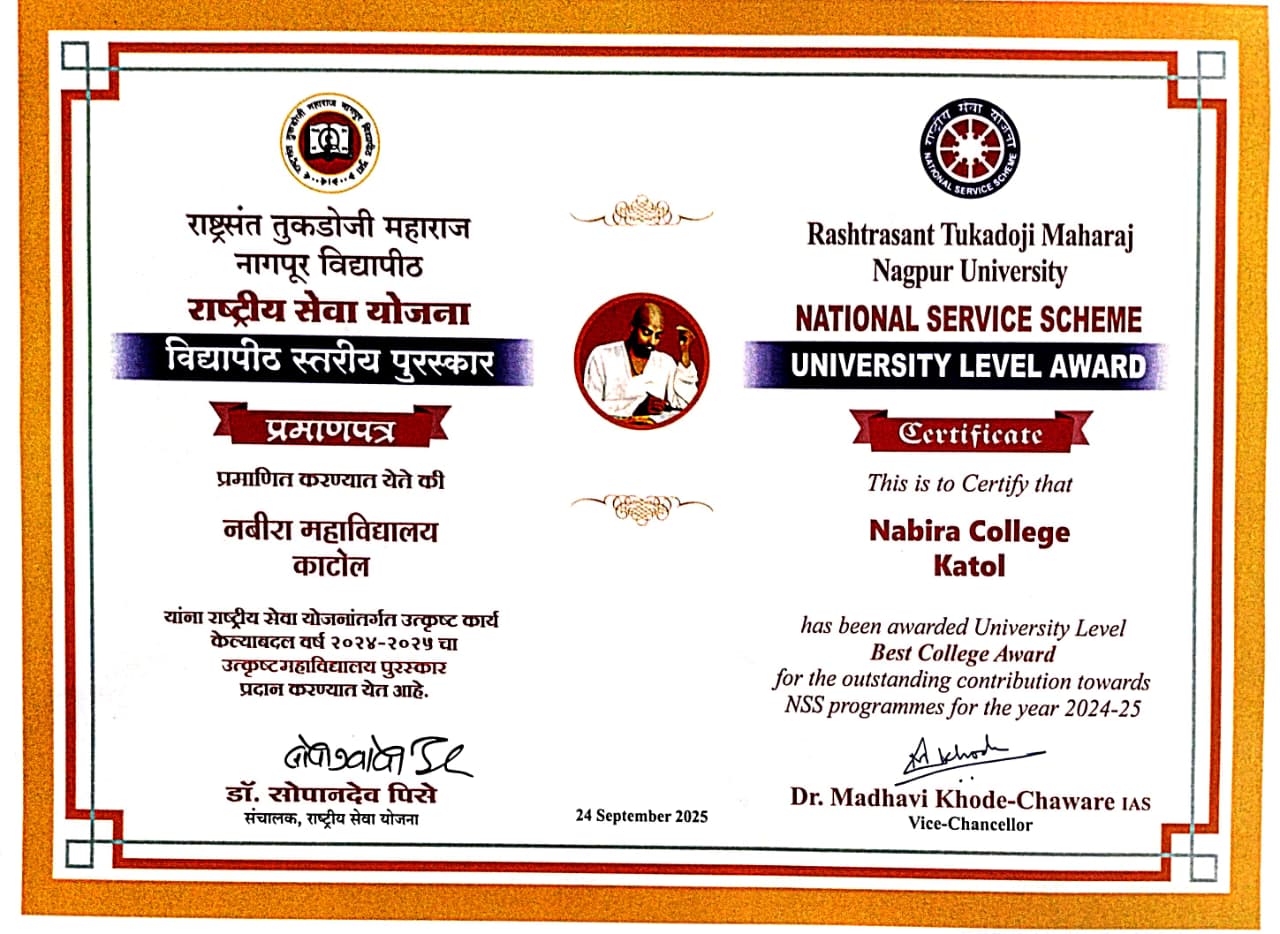 राष्ट्रसंत तुकडोजी महाराज
नागपूर विद्यापीठ
राष्ट्रीय सेवा योजना
विद्यापीठ स्तरीय पुरस्कार
प्रमाणपत्र
प्रमाणित करण्यात येते की
नबीरा महाविद्यालय
काटोल
यांना राष्ट्रीय सेवा योजनांतर्गत उत्कृष्ट कार्य
केल्याबदल वर्ष २०२४-२०२५ चा
उत्कृष्टमहाविद्यालय पुरस्कार
प्रदान करण्यात येत आहे.
डॉ. सोपानदेव पिसे
संचालक, राष्ट्रीय सेवा योजना
24 September 2025
राष्ट्रीय सेवा योजना
NATIONAL SERVICE SCHEME
Rashtrasant Tukadoji Maharaj
Nagpur University
NATIONAL SERVICE SCHEME
UNIVERSITY LEVEL AWARD
Certificate
This is to Certify that
Nabira College
Katol
has been awarded University Level
Best College Award
for the outstanding contribution towards
NSS programmes for the year 2024-25
Dr. Madhavi Khode-Chaware IAS
Vice-Chancellor